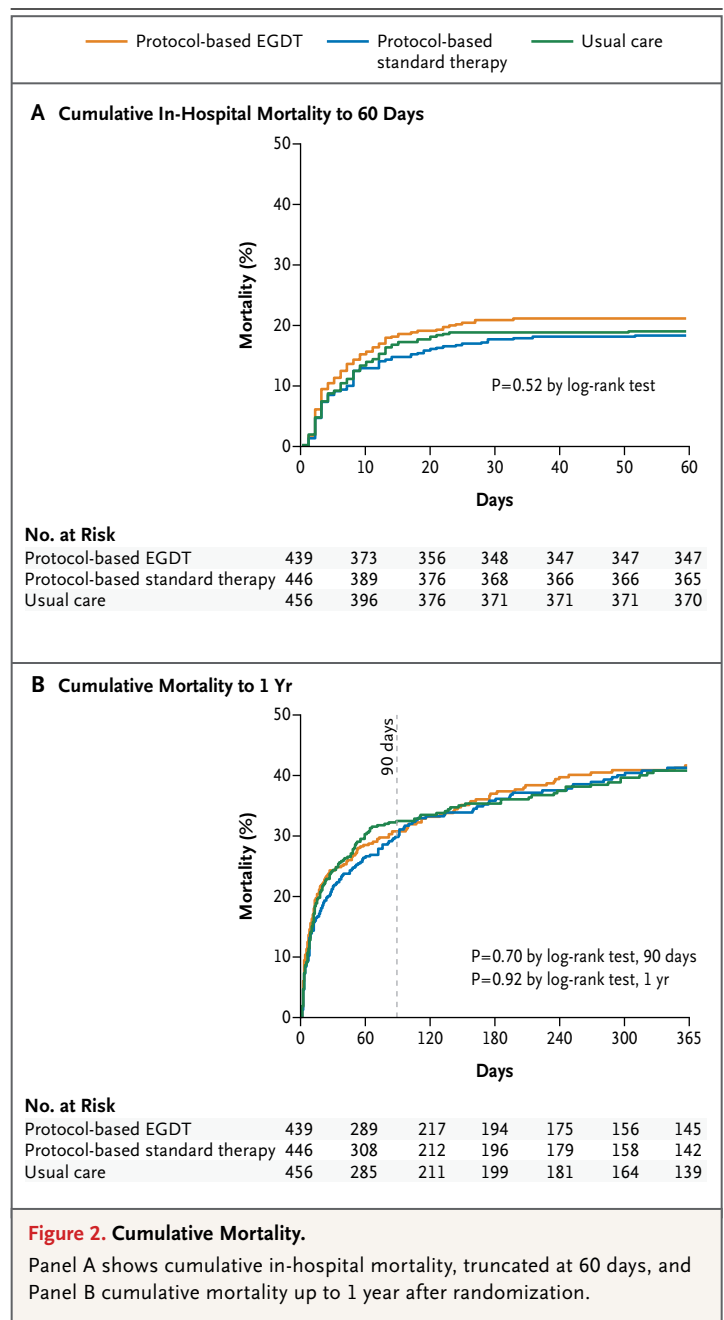 Protocol-based EGDT Protocol-based standard therapy Usual care
A Cumulative In-Hospital Mortality to 60 Days
50
40
30
20
10
0
Mortality (%)
P=0.52 by log-rank test
0 10 20 30 40 50 60
Days
No. at Risk
Protocol-based EGDT 439 373 356 348 347 347 347
Protocol-based standard therapy 446 389 376 368 366 366 365
Usual care 456 396 376 371 371 371 370
B Cumulative Mortality to 1 Yr
50
40
30
20
10
0
Mortality (%)
90 days
P=0.70 by log-rank test, 90 days
P=0.92 by log-rank test, 1 yr
0 60 120 180 240 300 365
Days
No. at Risk
Protocol-based EGDT 439 289 217 194 175 156 145
Protocol-based standard therapy 446 308 212 196 179 158 142
Usual care 456 285 211 199 181 164 139
Figure 2. Cumulative Mortality.
Panel A shows cumulative in-hospital mortality, truncated at 60 days, and
Panel B cumulative mortality up to 1 year after randomization.